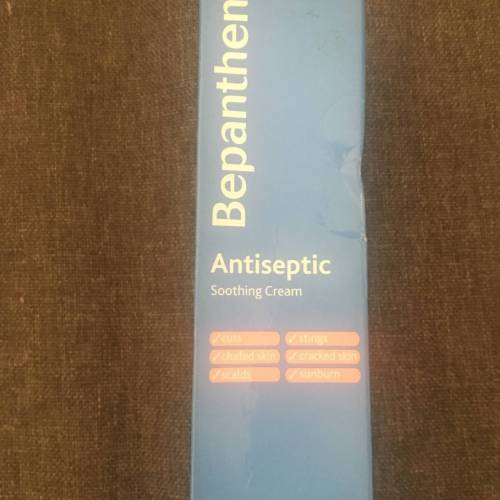 Bepanthen
Antiseptic
Soothing Cream
✓cuts ✓stings
✓chafed skin ✓cracked skin
✓scalds ✓sunburn